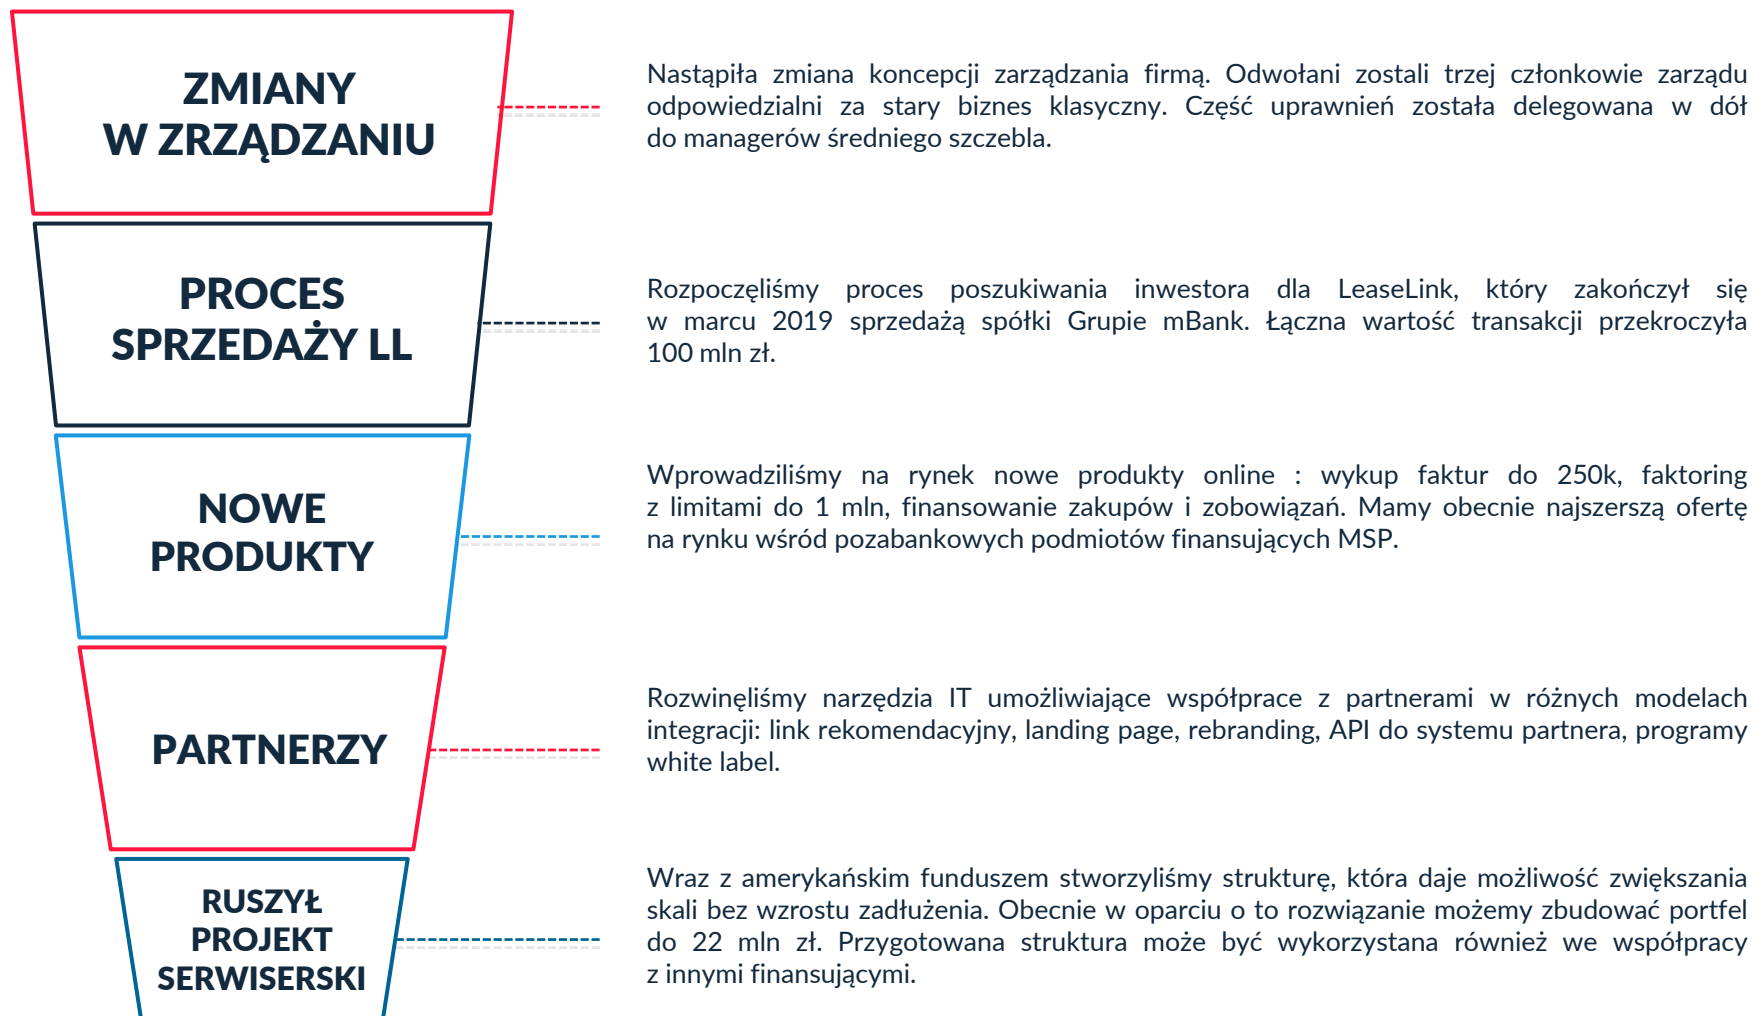 ZMIANY
W ZRZĄDZANIU
Nastąpiła zmiana koncepcji zarządzania firmą. Odwołani zostali trzej członkowie zarządu
odpowiedzialni za stary biznes klasyczny. Część uprawnień została delegowana w dół
do managerów średniego szczebla.
PROCES
SPRZEDAŻY LL
Rozpoczęliśmy proces poszukiwania inwestora dla LeaseLink, który zakończył się
w marcu 2019 sprzedażą spółki Grupie mBank. Łączna wartość transakcji przekroczyła
100 mln zł.
NOWE
PRODUKTY
Wprowadziliśmy na rynek nowe produkty online : wykup faktur do 250k, faktoring
z limitami do 1 mln, finansowanie zakupów i zobowiązań. Mamy obecnie najszerszą ofertę
na rynku wśród pozabankowych podmiotów finansujących MSP.
PARTNERZY
Rozwinęliśmy narzędzia IT umożliwiające współprace z partnerami w różnych modelach
integracji: link rekomendacyjny, landing page, rebranding, API do systemu partnera, programy
white label.
RUSZYŁ
PROJEKT
SERWISERSKI
Wraz z amerykańskim funduszem stworzyliśmy strukturę, która daje możliwość zwiększania
skali bez wzrostu zadłużenia. Obecnie w oparciu o to rozwiązanie możemy zbudować portfel
do 22 mln zł. Przygotowana struktura może być wykorzystana również we współpracy
z innymi finansującymi.